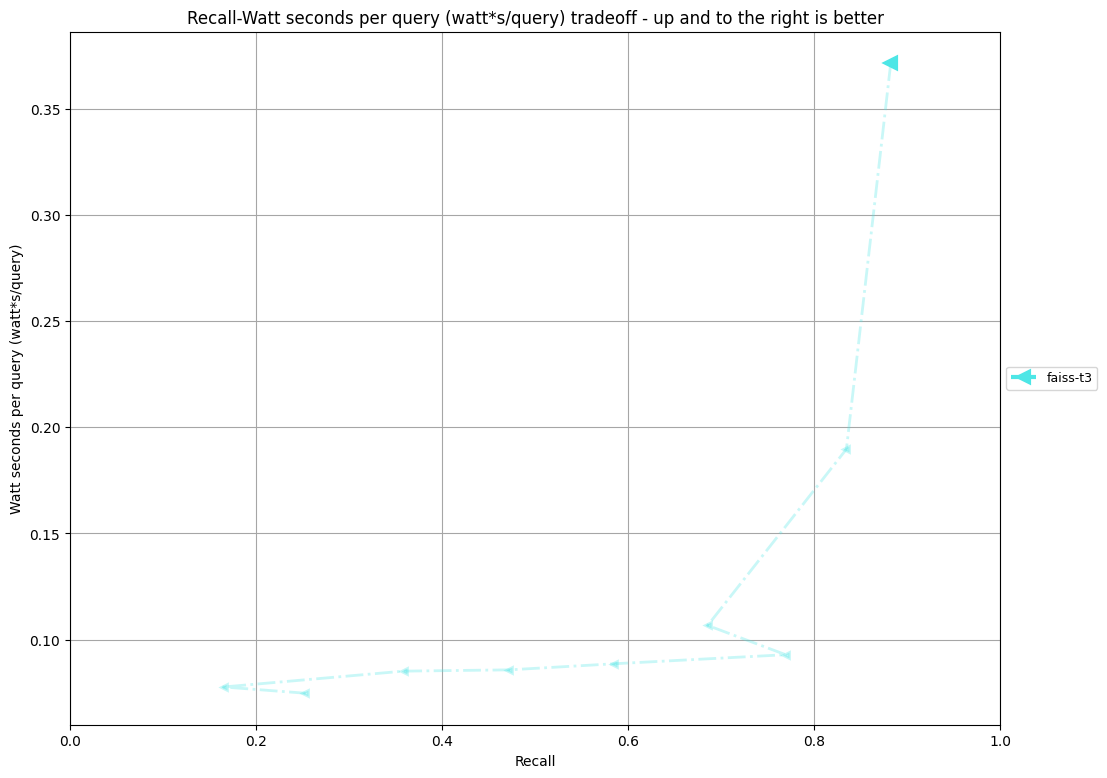 Recall-Watt seconds per query (watt*s/query) tradeoff - up and to the right is better
0.35
0.30
0.25
0.20
0.15
0.10
Watt seconds per query (watt*s/query)
faiss-t3
0.0 0.2 0.4 0.6 0.8 1.0
Recall